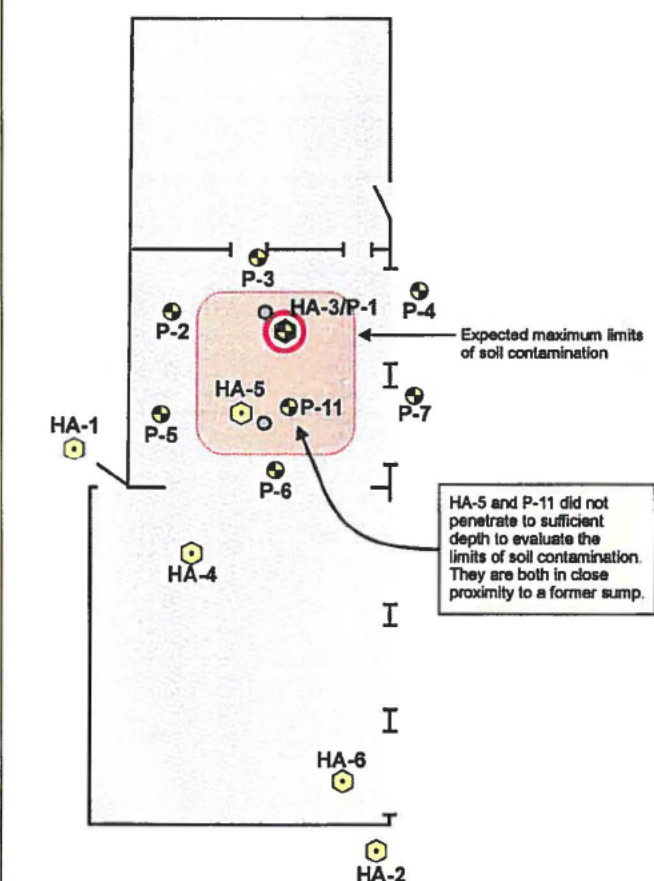 P-3
HA-3/P-1
P-4
P-2
Expected maximum limits
of soil contamination
HA-5
P-11
P-7
HA-1
P-5
P-6
HA-5 and P-11 did not
penetrate to sufficient
depth to evaluate the
limits of soil contamination.
They are both in close
proximity to a former sump.
HA-4
HA-6
HA-2